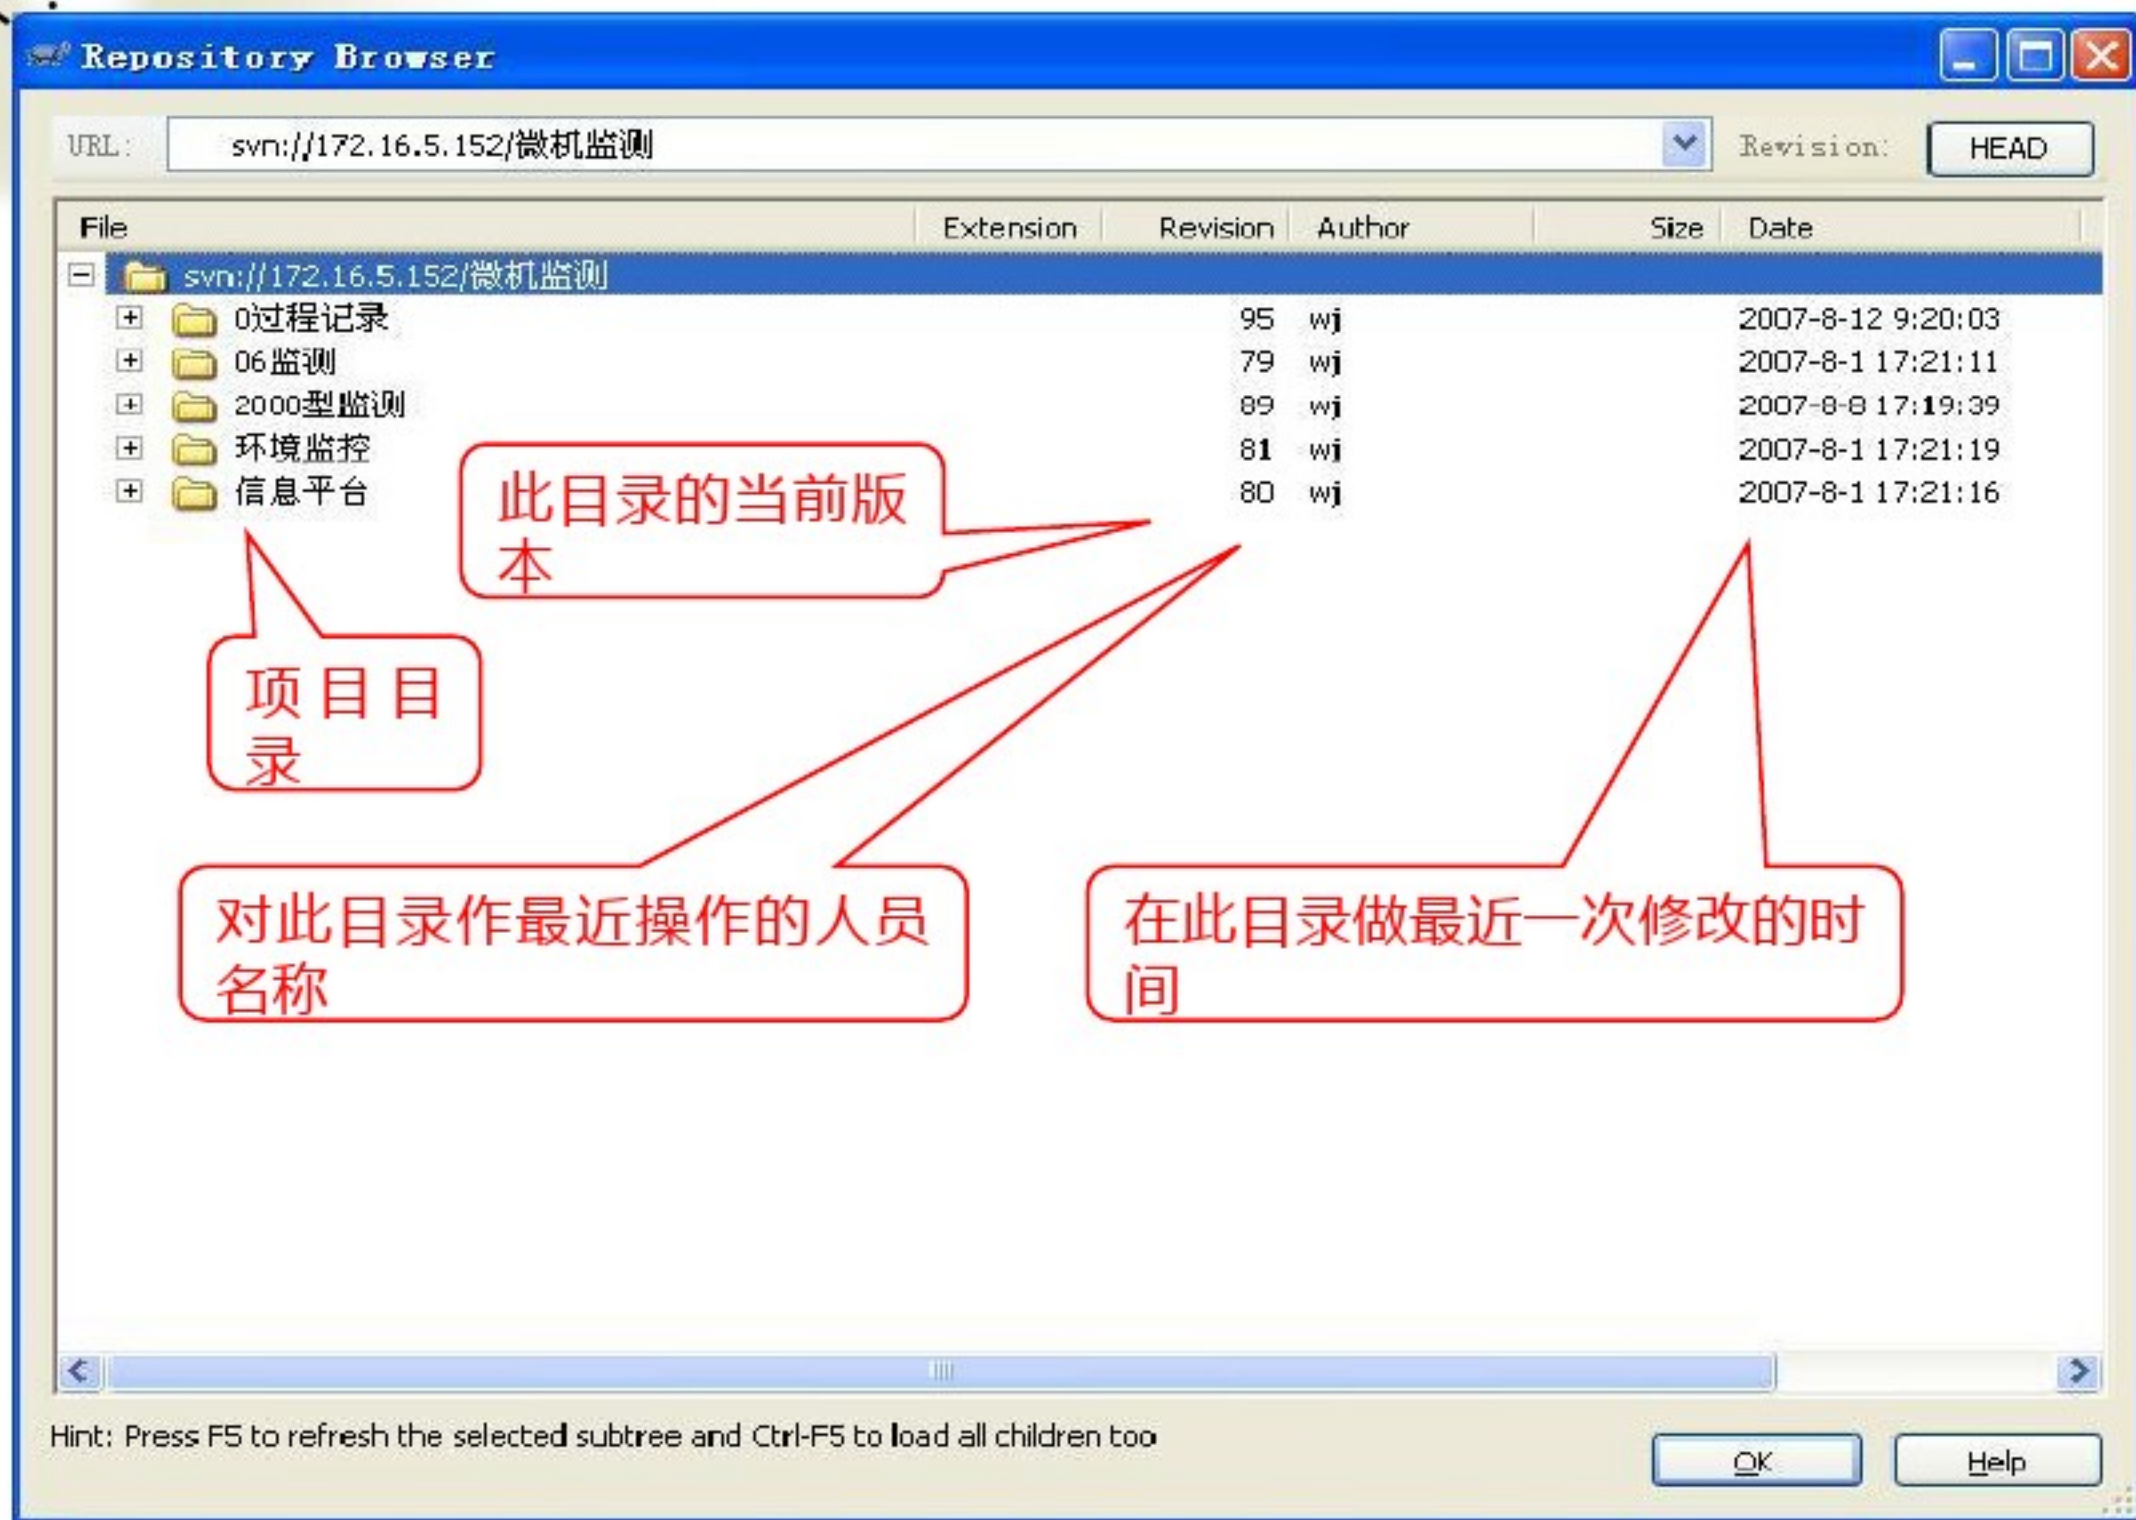 Repository Browser
URL: svn://172.16.5.152/微机监测 Revision: HEAD
File Extension Revision Author Size Date
svn://172.16.5.152/微机监测
0过程记录 95 wj 2007-8-12 9:20:03
06监测 79 wj 2007-8-1 17:21:11
2000型监测 89 wj 2007-8-8 17:19:39
环境监控 81 wj 2007-8-1 17:21:19
信息平台 80 wj 2007-8-1 17:21:16
此目录的当前版
本
项目目
录
对此目录作最近操作的人员
名称
在此目录做最近一次修改的时
间
Hint: Press F5 to refresh the selected subtree and Ctrl-F5 to load all children too
OK Help